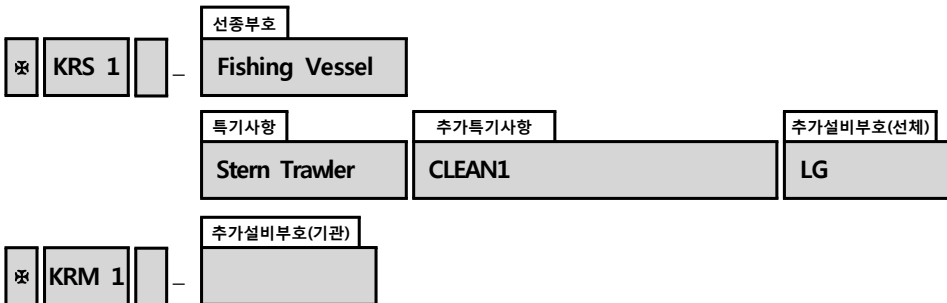 선종부호
✠ KRS 1 – Fishing Vessel
특기사항 추가특기사항 추가설비부호(선체)
Stern Trawler CLEAN1 LG
추가설비부호(기관)
✠ KRM 1 –